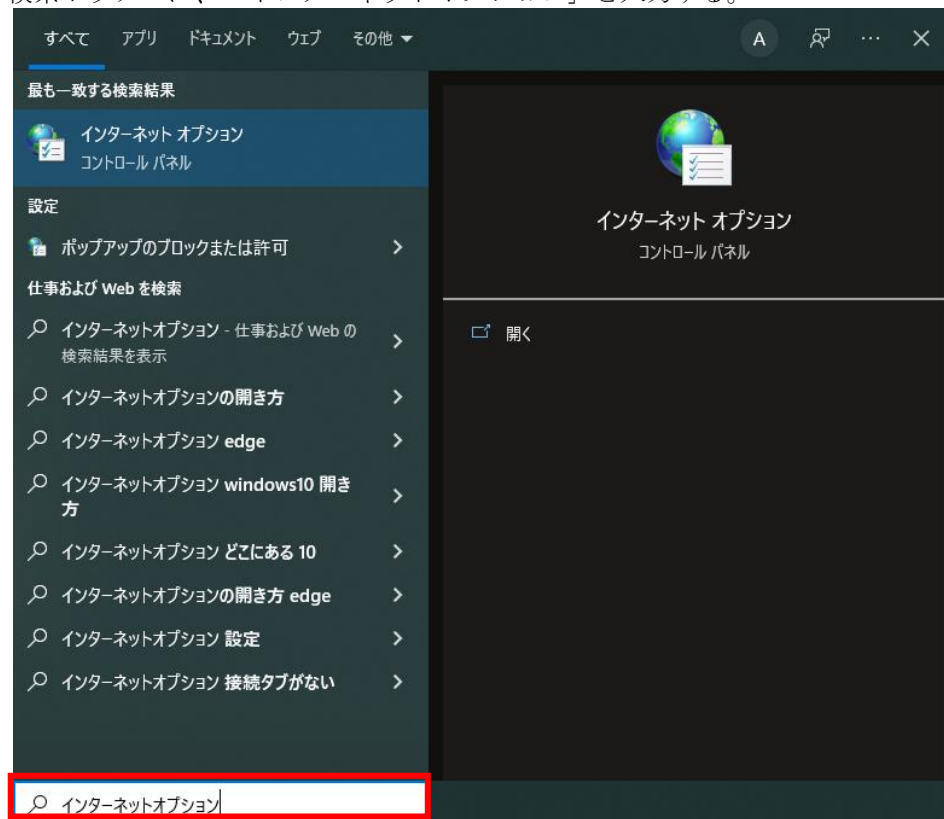 を入力する。
すべて アプリ ドキュメント ウェブ その他 A ...
最も一致する検索結果
インターネット オプション
コントロール パネル
設定
ポップアップのブロックまたは許可
仕事および Web を検索
インターネットオプション - 仕事および Web の
検索結果を表示
インターネットオプションの開き方
インターネットオプション edge
インターネットオプション windows10 開き
方
インターネットオプション どこにある 10
インターネットオプションの開き方 edge
インターネットオプション 設定
インターネットオプション 接続タブがない
インターネットオプション
インターネット オプション
コントロール パネル
開く